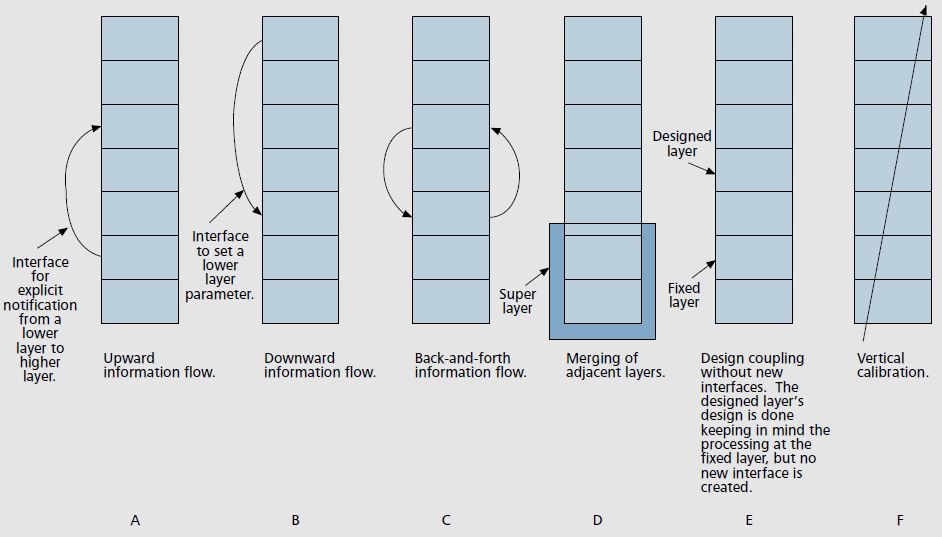 Interface
for
explicit
notification
from a
lower
layer to
higher
layer.
Upward
information flow.
A
Interface
to set a
lower
layer
parameter.
Downward
information flow.
B
Back-and-forth
information flow.
C
Super
layer
Merging of
adjacent layers.
D
Designed
layer
Fixed
layer
Design coupling
without new
interfaces. The
designed layer's
design is done
keeping in mind the
processing at the
fixed layer, but no
new interface is
created.
E
Vertical
calibration.
F